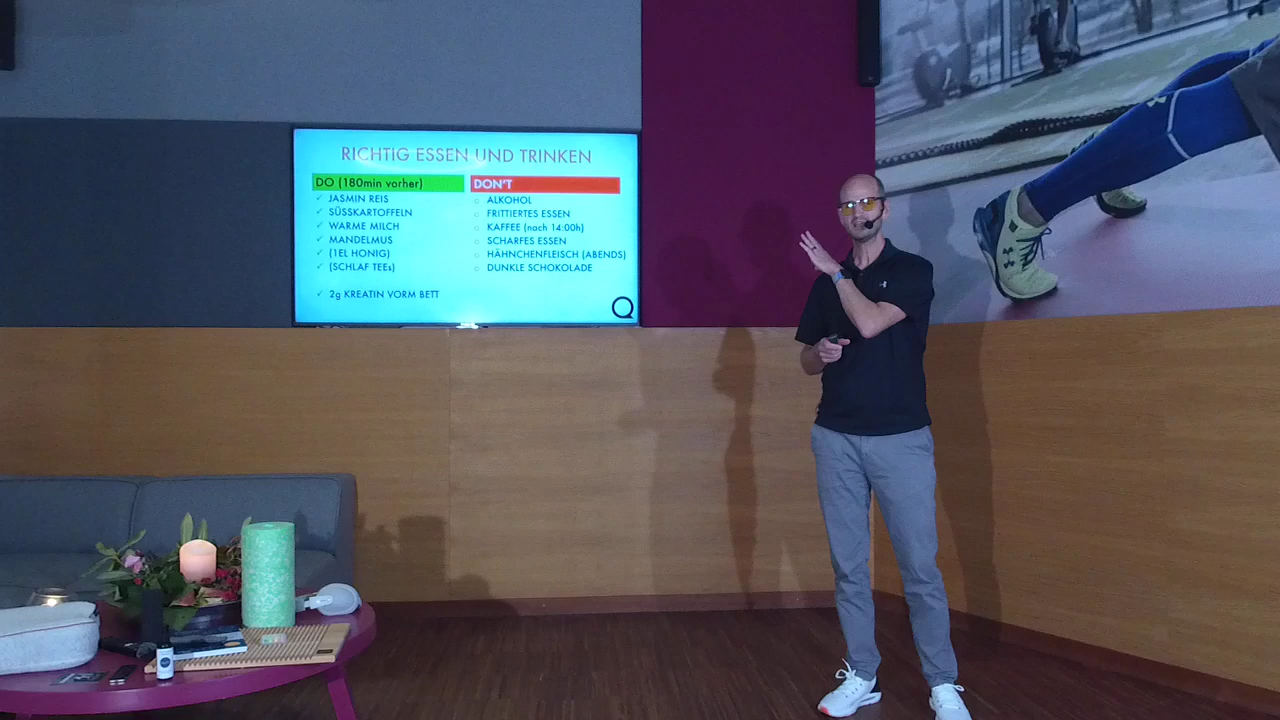 RICHTIG ESSEN UND TRINKEN
DO (180min vorher)
✓ JASMIN REIS
✓ SÜSSKARTOFFELN
✓ WARME MILCH
✓ MANDELMUS
✓ (1EL HONIG)
✓ (SCHLAF TEEs)
✓ 2g KREATIN VORM BETT
DON'T
○ ALKOHOL
○ FRITTIERTES ESSEN
○ KAFFEE (nach 14:00h)
○ SCHARFES ESSEN
○ HÄHNCHENFLEISCH (ABENDS)
○ DUNKLE SCHOKOLADE